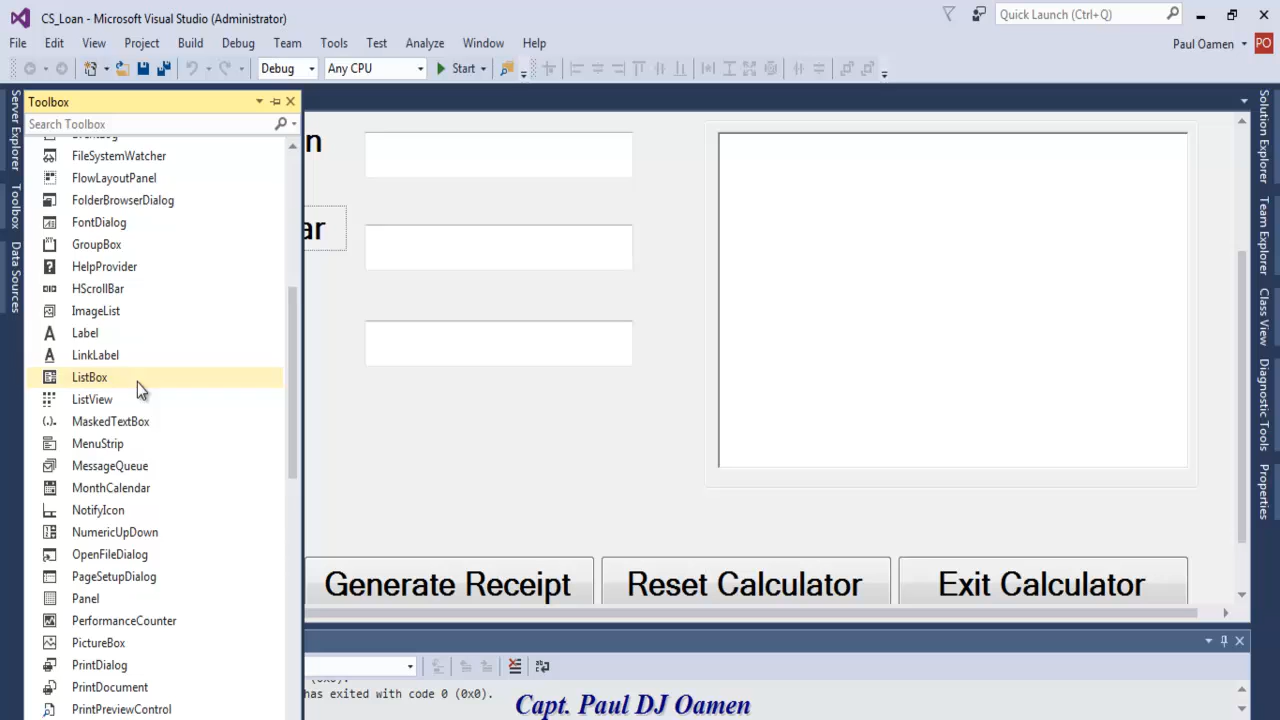 CS_Loan - Microsoft Visual Studio (Administrator)
Quick Launch (Ctrl+Q)
File Edit View Project Build Debug Team Tools Test Analyze Window Help
Paul Oamen
PO
Debug
Any CPU
Start
Server Explorer
Toolbox
Data Sources
Toolbox
Search Toolbox
FileSystemWatcher
FlowLayoutPanel
FolderBrowserDialog
FontDialog
GroupBox
HelpProvider
HScrollBar
ImageList
Label
LinkLabel
ListBox
ListView
MaskedTextBox
MenuStrip
MessageQueue
MonthCalendar
NotifyIcon
NumericUpDown
OpenFileDialog
PageSetupDialog
Panel
PerformanceCounter
PictureBox
PrintDialog
PrintDocument
PrintPreviewControl
n
ar
Generate Receipt
Reset Calculator
Exit Calculator
has exited with code 0 (0x0).
Capt. Paul DJ Oamen
Solution Explorer
Team Explorer
Class View
Diagnostic Tools
Properties